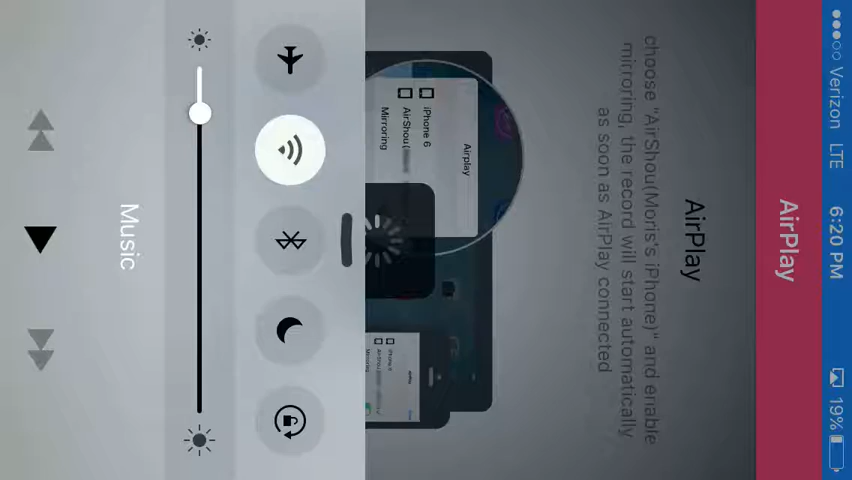 Verizon LTE 6:20 PM 19%
AirPlay
AirPlay
choose "AirShou(Moris's iPhone)" and enable
mirroring, the record will start automatically
as soon as AirPlay connected
Airplay
iPhone 6
AirShou(
Mirroring
Music